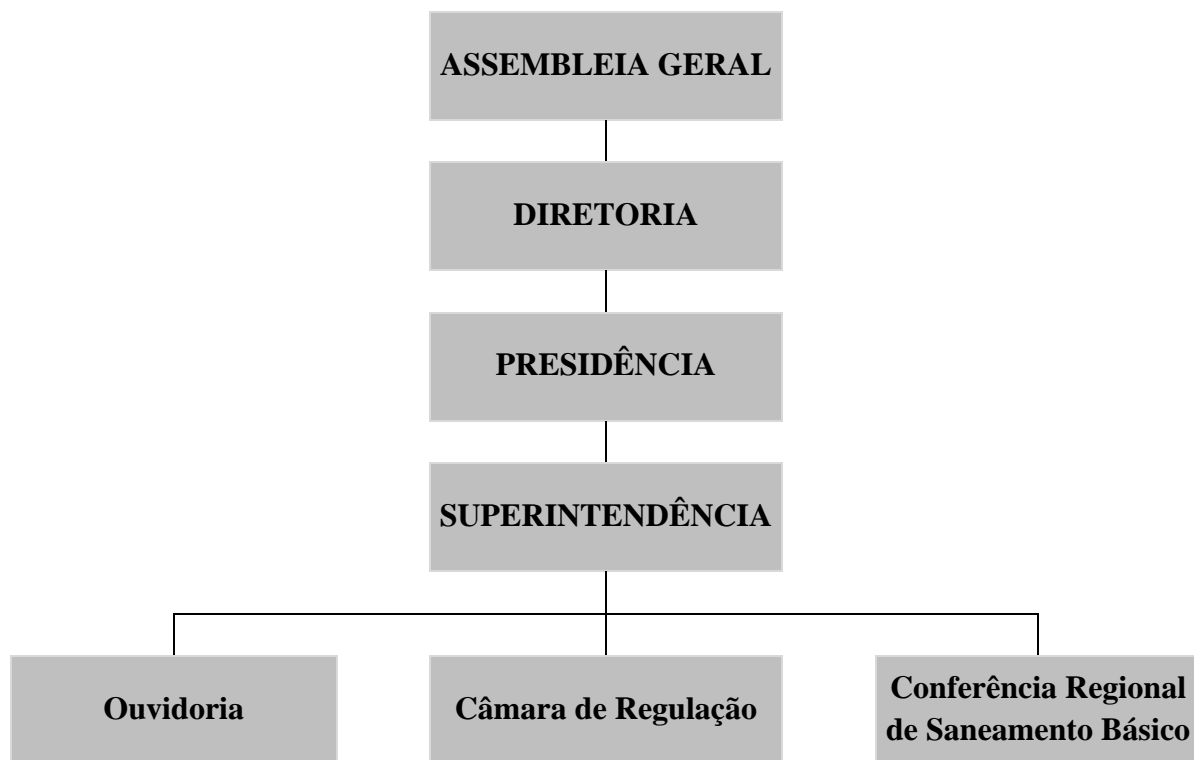 ASSEMBLEIA GERAL
DIRETORIA
PRESIDÊNCIA
SUPERINTENDÊNCIA
Ouvidoria
Câmara de Regulação
Conferência Regional
de Saneamento Básico